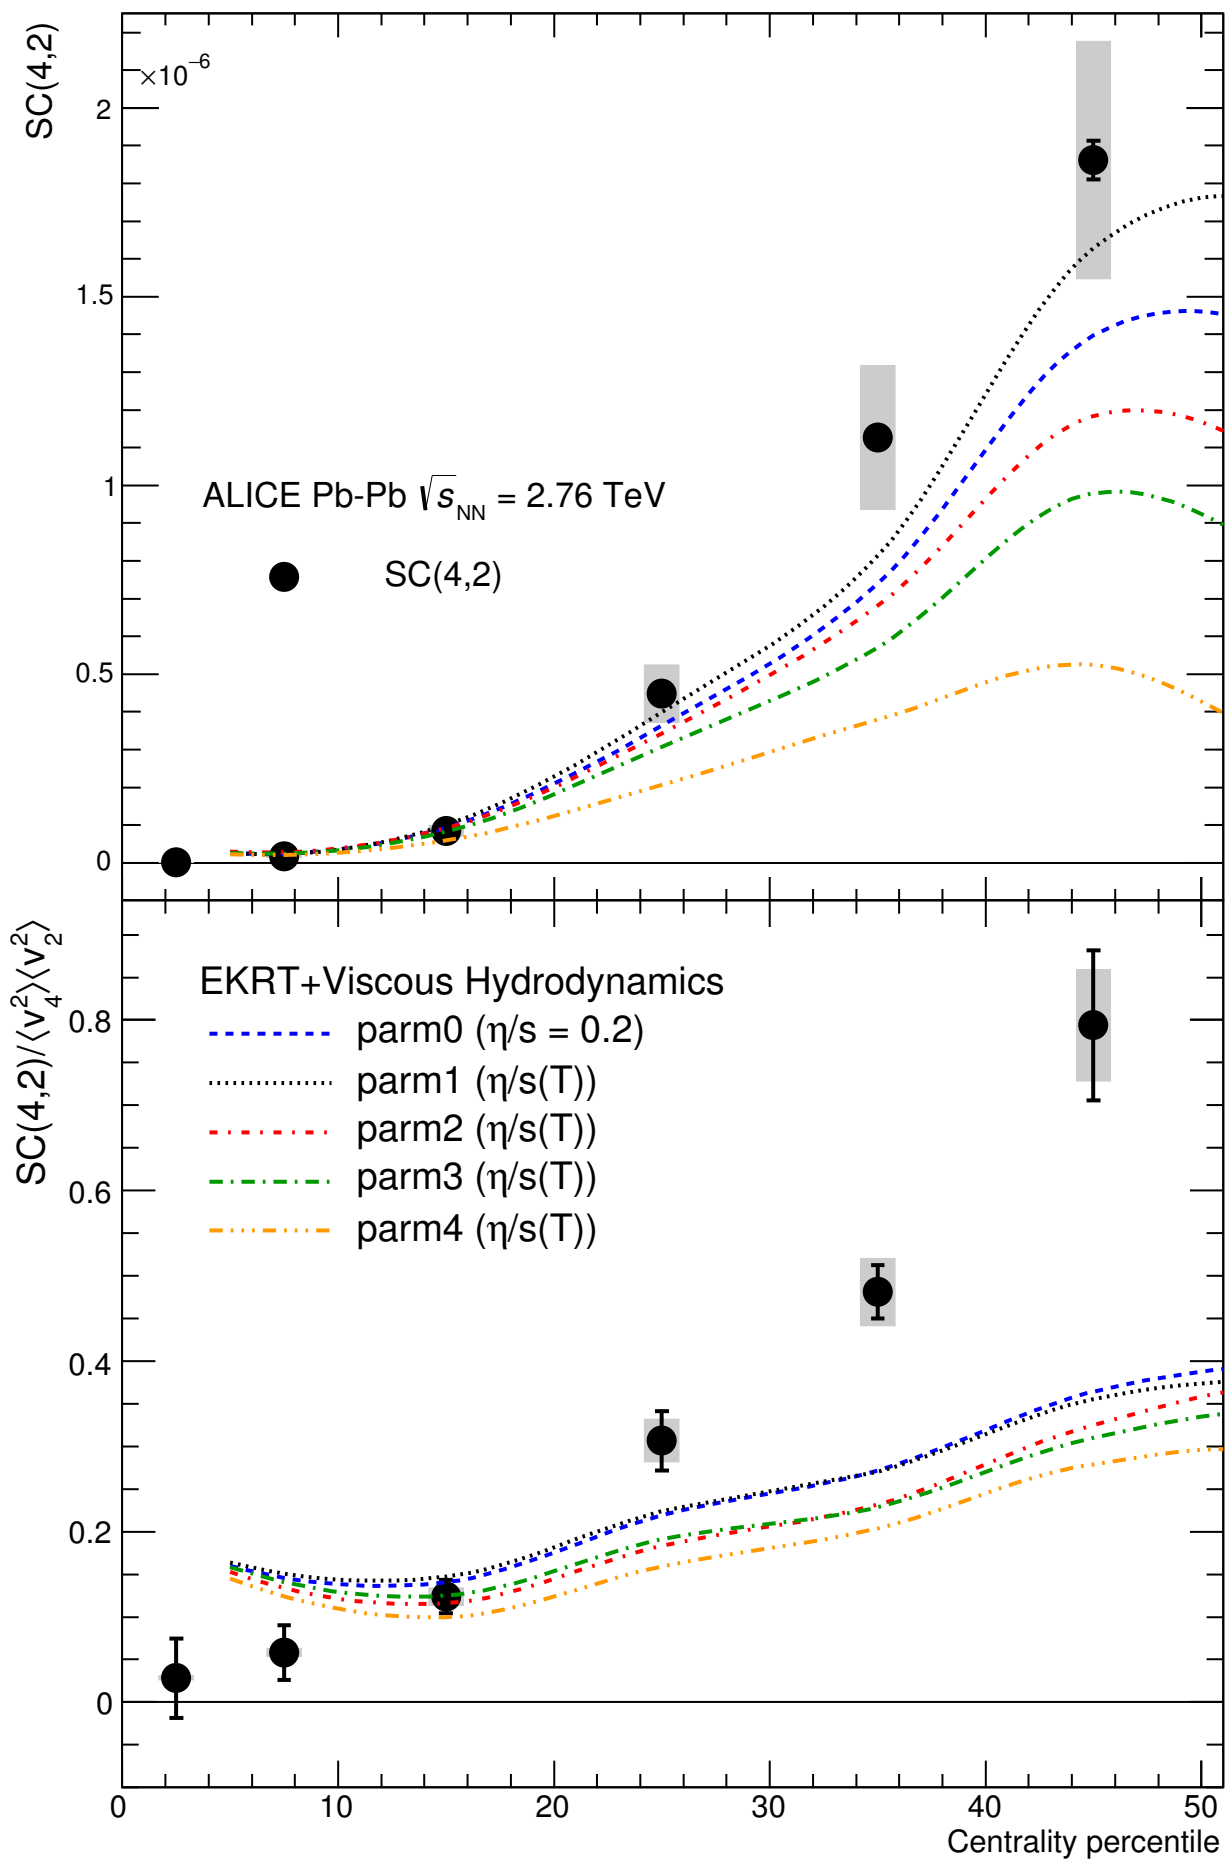 SC(4,2)
×10⁻⁶
2
1.5
1
0.5
0
ALICE Pb-Pb √s_NN = 2.76 TeV
SC(4,2)
SC(4,2)/⟨v₄²⟩⟨v₂²⟩
0.8
0.6
0.4
0.2
0
EKRT+Viscous Hydrodynamics
parm0 (η/s = 0.2)
parm1 (η/s(T))
parm2 (η/s(T))
parm3 (η/s(T))
parm4 (η/s(T))
0 10 20 30 40 50
Centrality percentile